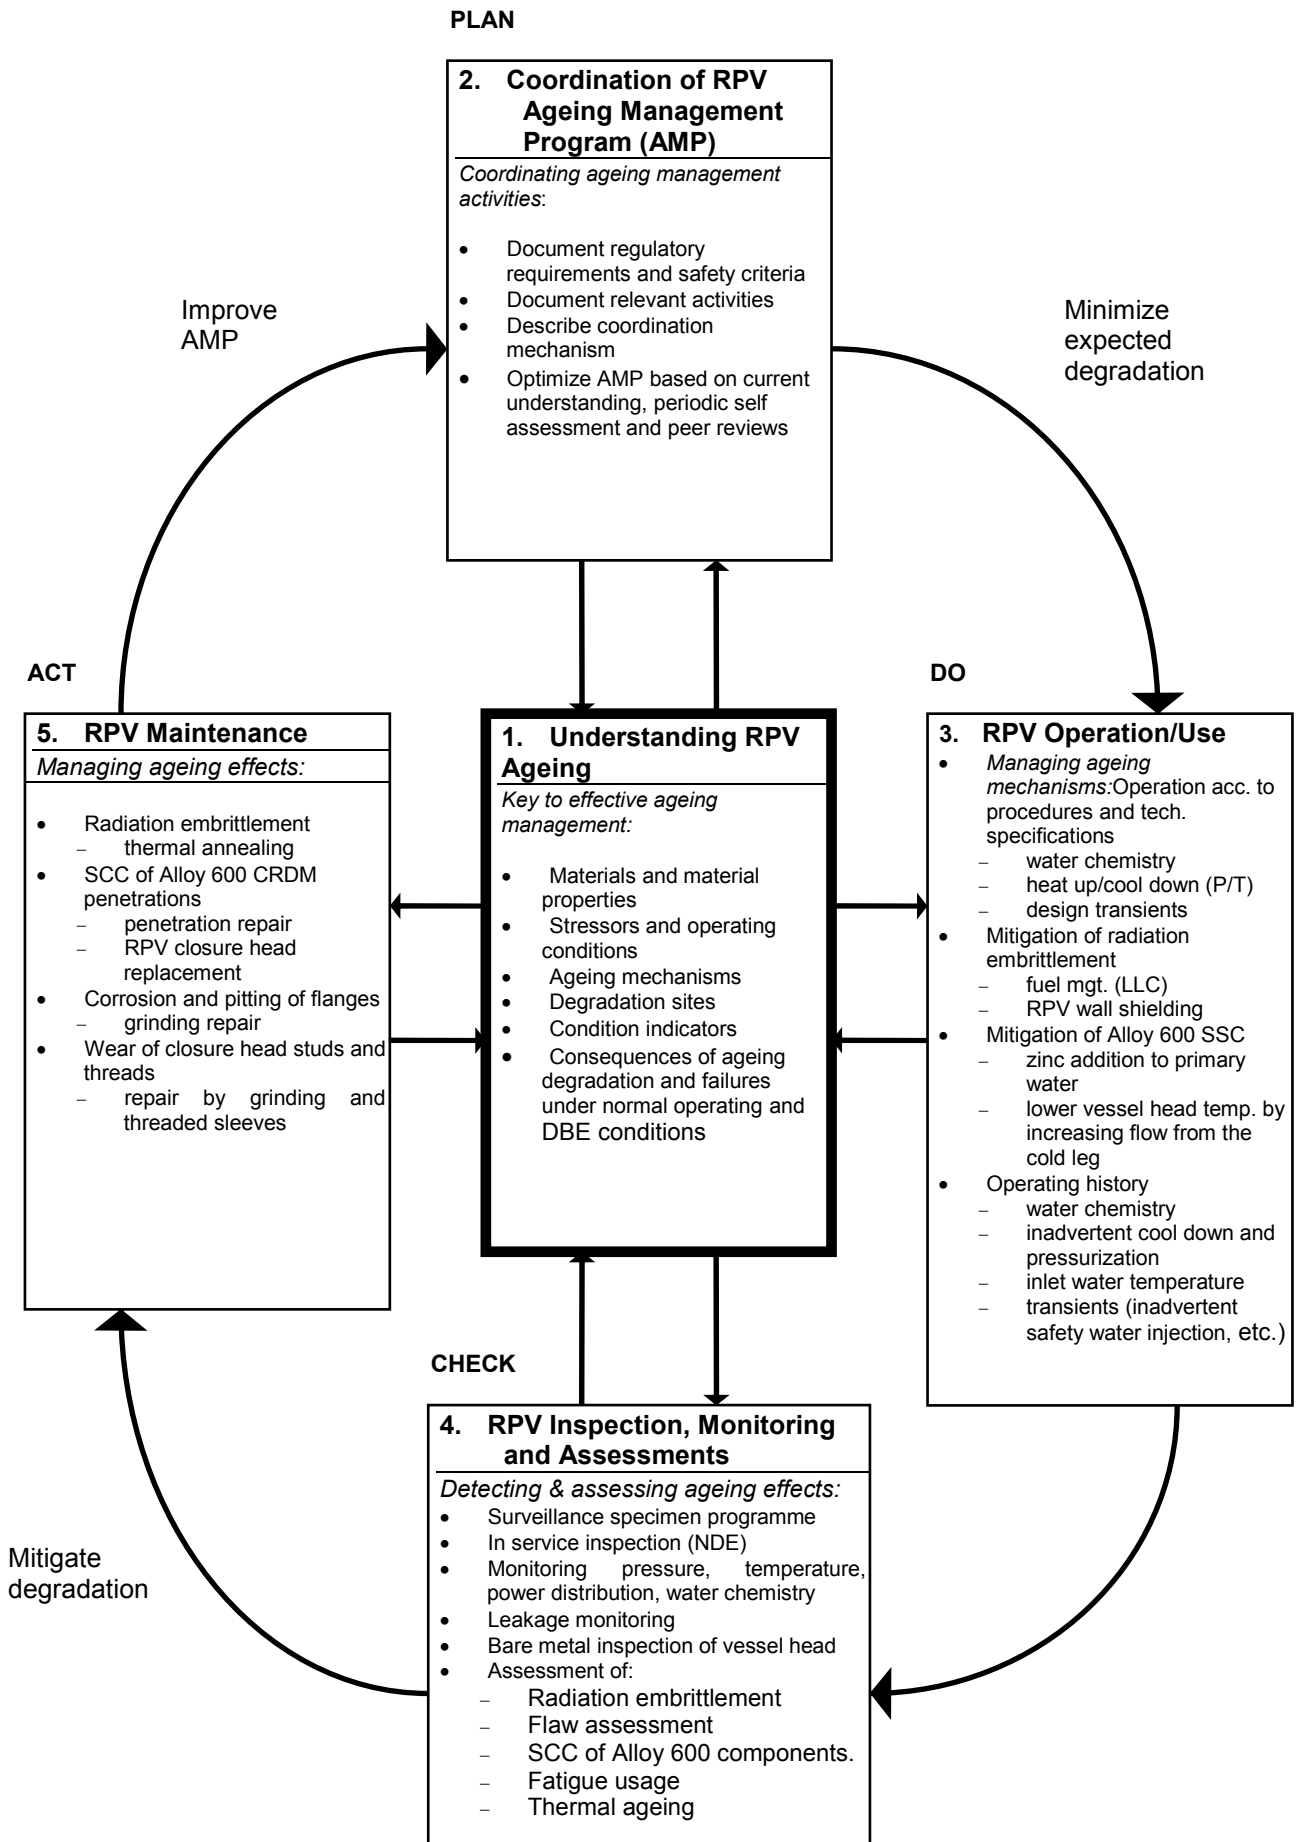 PLAN
2. Coordination of RPV
Ageing Management
Program (AMP)
Coordinating ageing management
activities:
• Document regulatory
requirements and safety criteria
• Document relevant activities
• Describe coordination
mechanism
• Optimize AMP based on current
understanding, periodic self
assessment and peer reviews
Improve
AMP
Minimize
expected
degradation
ACT
5. RPV Maintenance
Managing ageing effects:
• Radiation embrittlement
– thermal annealing
• SCC of Alloy 600 CRDM
penetrations
– penetration repair
– RPV closure head
replacement
• Corrosion and pitting of flanges
– grinding repair
• Wear of closure head studs and
threads
– repair by grinding and
threaded sleeves
1. Understanding RPV
Ageing
Key to effective ageing
management:
• Materials and material
properties
• Stressors and operating
conditions
• Ageing mechanisms
• Degradation sites
• Condition indicators
• Consequences of ageing
degradation and failures
under normal operating and
DBE conditions
DO
3. RPV Operation/Use
• Managing ageing
mechanisms:Operation acc. to
procedures and tech.
specifications
– water chemistry
– heat up/cool down (P/T)
– design transients
• Mitigation of radiation
embrittlement
– fuel mgt. (LLC)
– RPV wall shielding
• Mitigation of Alloy 600 SSC
– zinc addition to primary
water
– lower vessel head temp. by
increasing flow from the
cold leg
• Operating history
– water chemistry
– inadvertent cool down and
pressurization
– inlet water temperature
– transients (inadvertent
safety water injection, etc.)
CHECK
4. RPV Inspection, Monitoring
and Assessments
Detecting & assessing ageing effects:
• Surveillance specimen programme
• In service inspection (NDE)
• Monitoring pressure, temperature,
power distribution, water chemistry
• Leakage monitoring
• Bare metal inspection of vessel head
• Assessment of:
– Radiation embrittlement
– Flaw assessment
– SCC of Alloy 600 components.
– Fatigue usage
– Thermal ageing
Mitigate
degradation